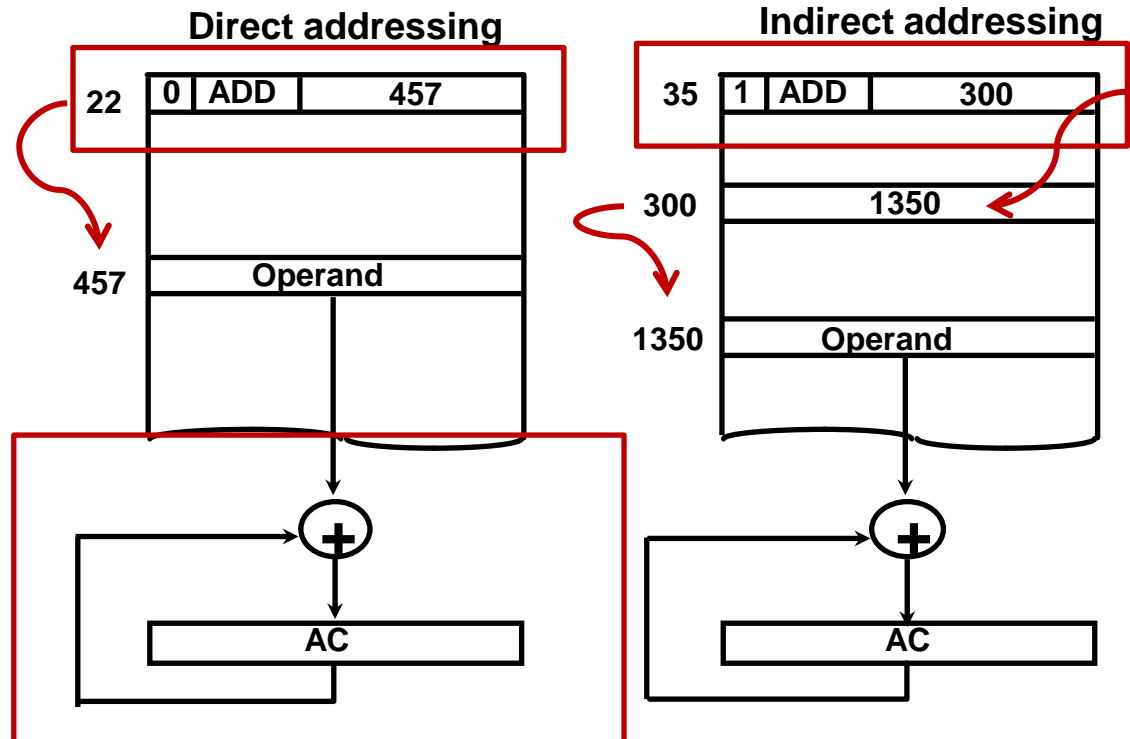 Direct addressing
22 0 ADD 457
457 Operand
+
AC
Indirect addressing
35 1 ADD 300
300 1350
1350 Operand
+
AC